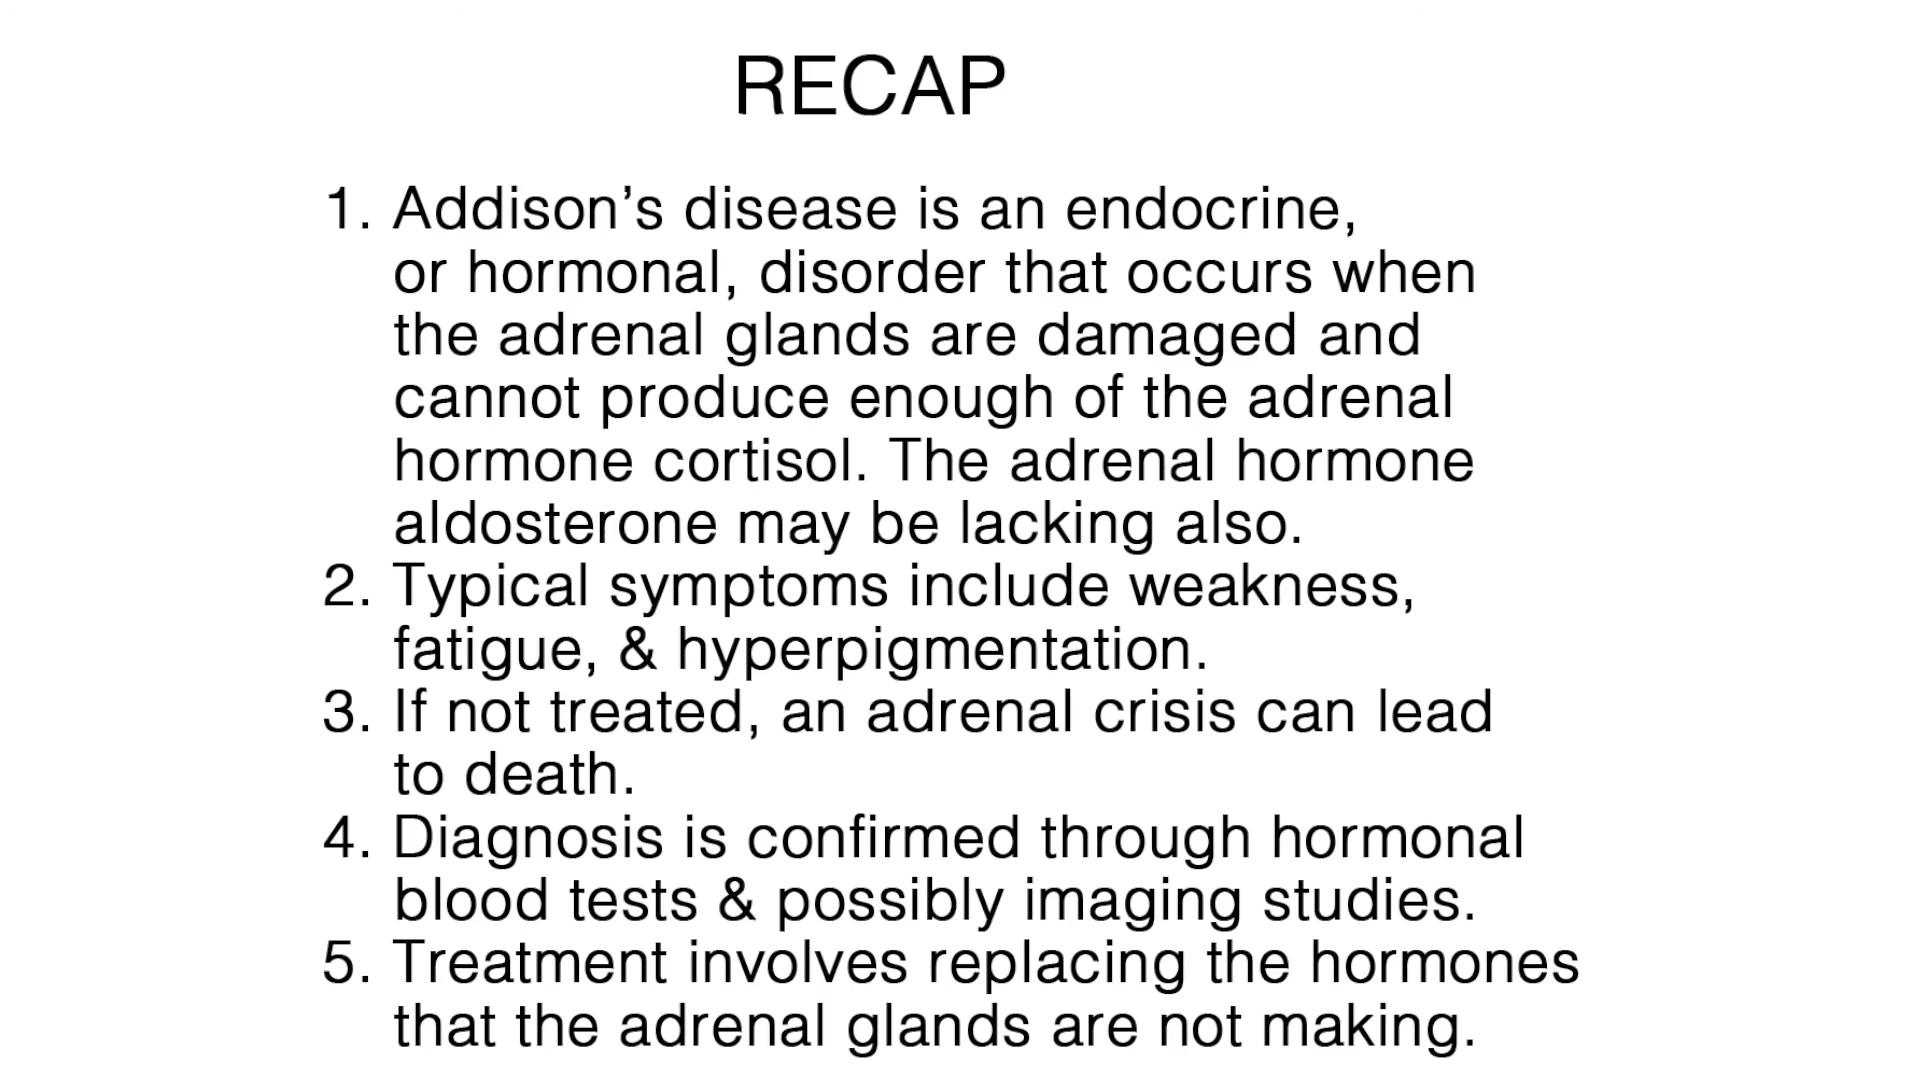 RECAP
1. Addison’s disease is an endocrine,
or hormonal, disorder that occurs when
the adrenal glands are damaged and
cannot produce enough of the adrenal
hormone cortisol. The adrenal hormone
aldosterone may be lacking also.
2. Typical symptoms include weakness,
fatigue, & hyperpigmentation.
3. If not treated, an adrenal crisis can lead
to death.
4. Diagnosis is confirmed through hormonal
blood tests & possibly imaging studies.
5. Treatment involves replacing the hormones
that the adrenal glands are not making.